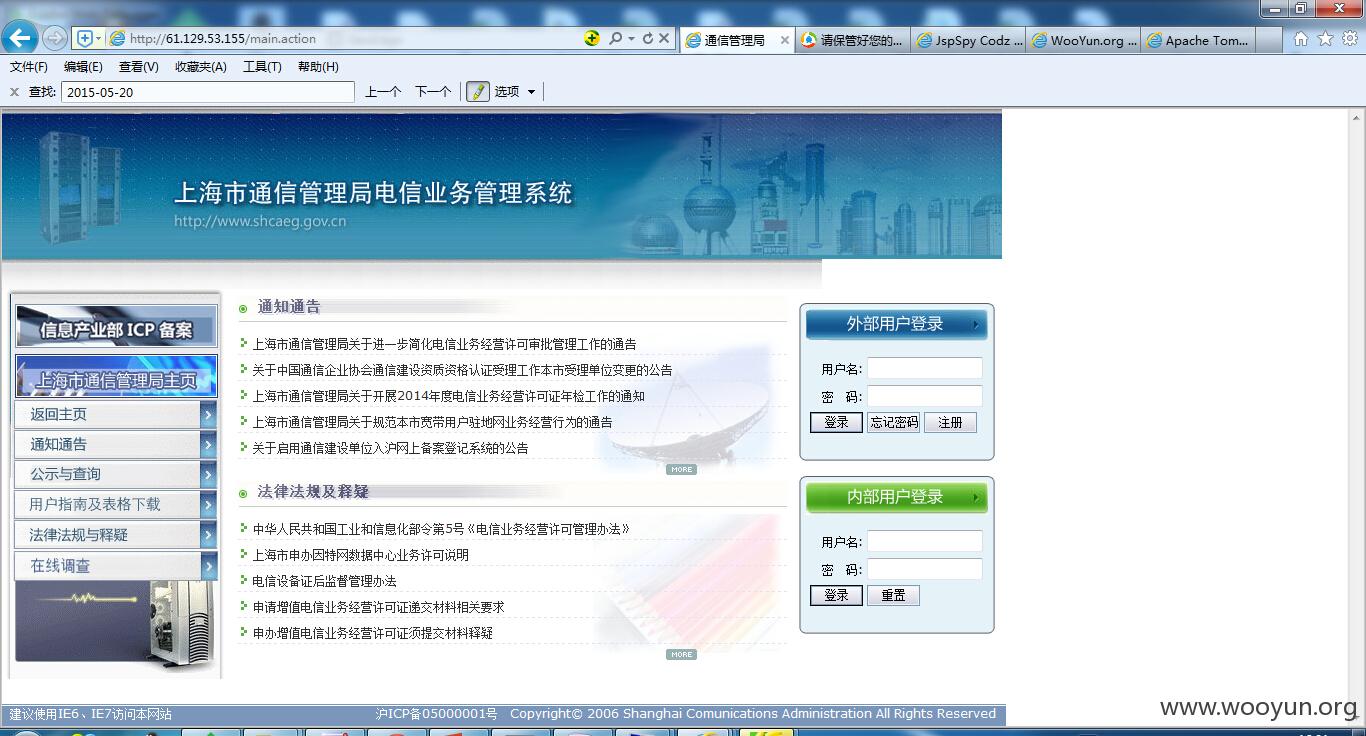 http://61.129.53.155/main.action
通信管理局
请保管好您的...
JspSpy Codz ...
WooYun.org ...
Apache Tom...
文件(F) 编辑(E) 查看(V) 收藏夹(A) 工具(T) 帮助(H)
查找: 2015-05-20 上一个 下一个 选项
上海市通信管理局电信业务管理系统
http://www.shcaeg.gov.cn
信息产业部 ICP 备案
上海市通信管理局主页
返回主页
通知通告
公示与查询
用户指南及表格下载
法律法规与释疑
在线调查
通知通告
上海市通信管理局关于进一步简化电信业务经营许可审批管理工作的通告
关于中国通信企业协会通信建设资质资格认证受理工作本市受理单位变更的公告
上海市通信管理局关于开展2014年度电信业务经营许可证年检工作的通知
上海市通信管理局关于规范本市宽带用户驻地网业务经营行为的通告
关于启用通信建设单位入沪网上备案登记系统的公告
MORE
法律法规及释疑
中华人民共和国工业和信息化部令第5号《电信业务经营许可管理办法》
上海市申办因特网数据中心业务许可说明
电信设备证后监督管理办法
申请增值电信业务经营许可证递交材料相关要求
申办增值电信业务经营许可证须提交材料释疑
MORE
外部用户登录
用户名:
密 码:
登录 忘记密码 注册
内部用户登录
用户名:
密 码:
登录 重置
建议使用IE6、IE7访问本网站
沪ICP备05000001号 Copyright© 2006 Shanghai Comunications Administration All Rights Reserved
www.wooyun.org